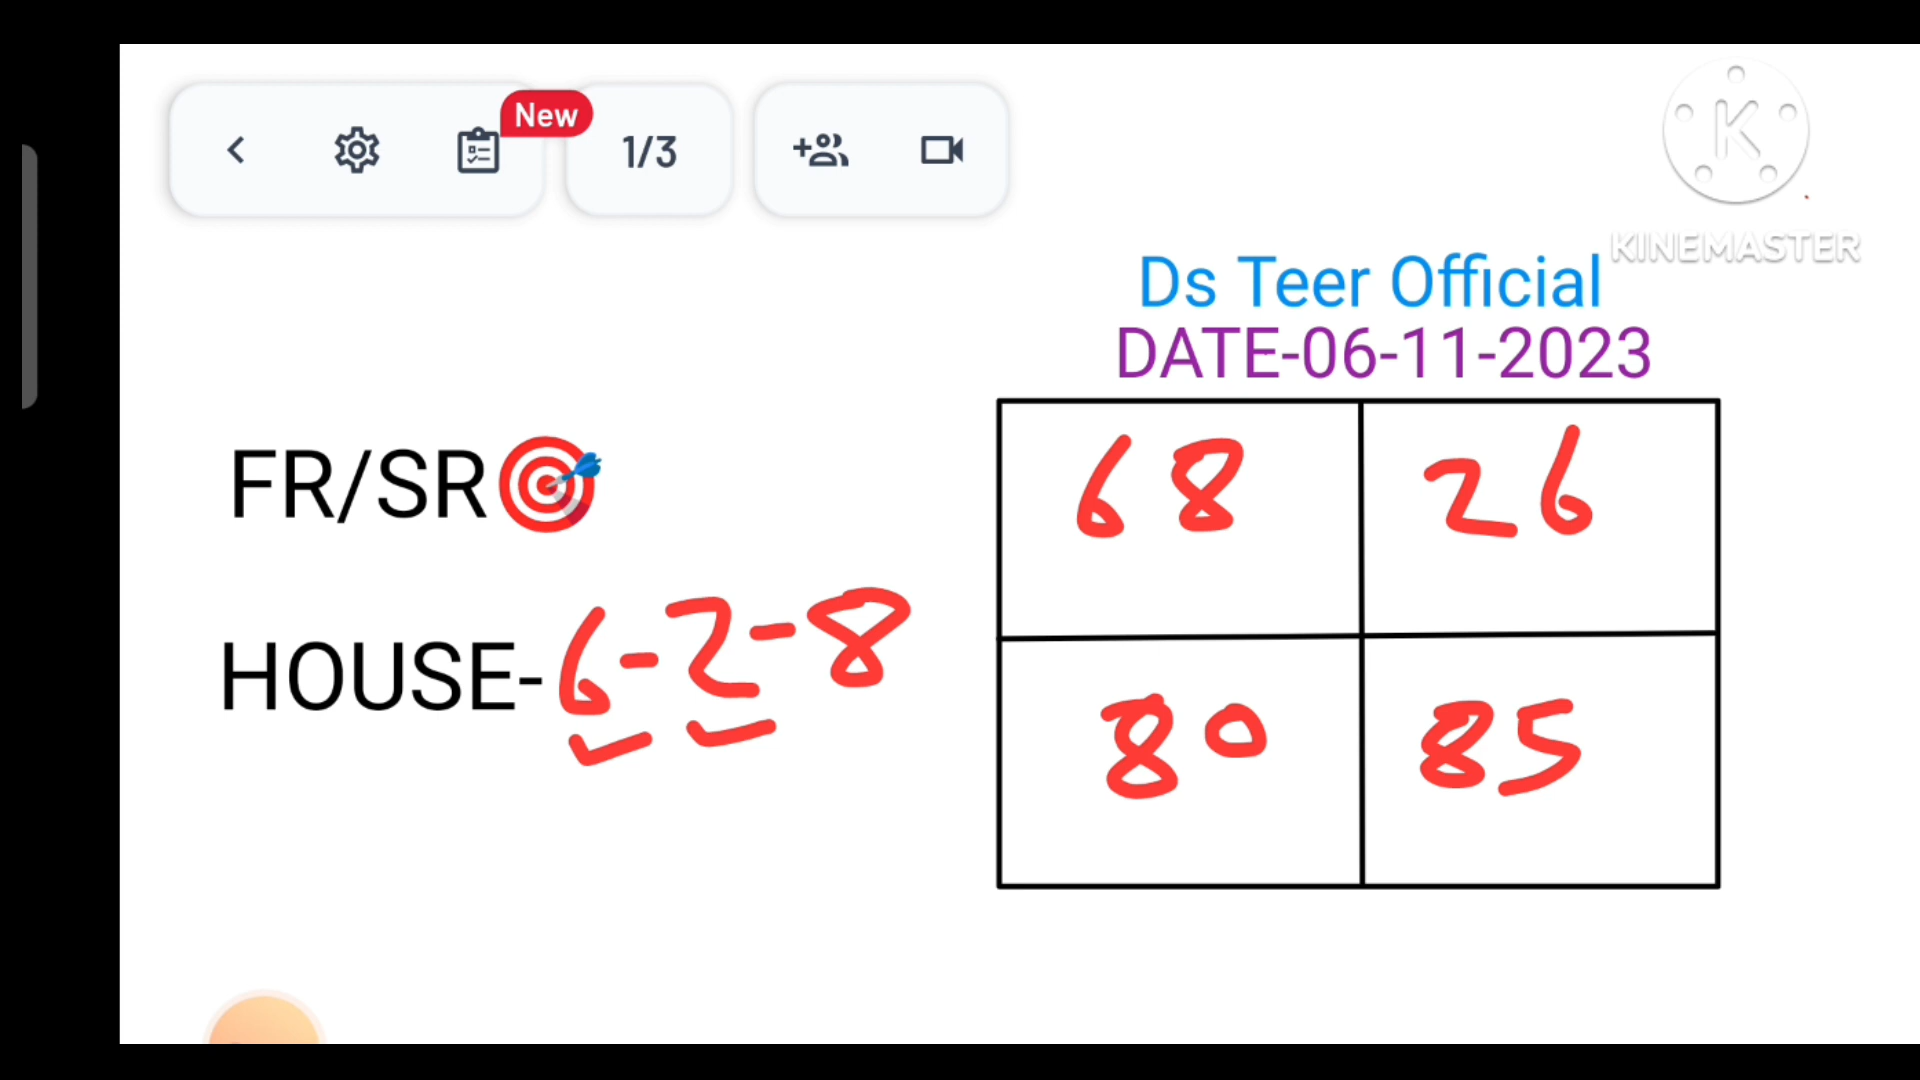 New
1/3
K
KINEMASTER
Ds Teer Official
DATE-06-11-2023
FR/SR
HOUSE-6-2-8
68 26
80 85